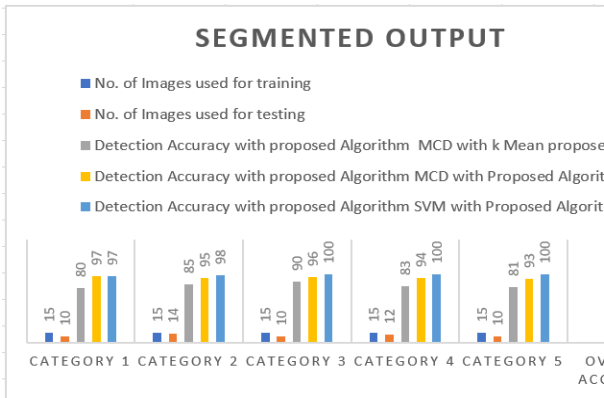 SEGMENTED OUTPUT
No. of Images used for training
No. of Images used for testing
Detection Accuracy with proposed Algorithm MCD with k Mean propose
Detection Accuracy with proposed Algorithm MCD with Proposed Algorit
Detection Accuracy with proposed Algorithm SVM with Proposed Algorit
15 10 80 97 97
15 14 85 95 98
15 10 90 96 100
15 12 83 94 100
15 10 81 93 100
CATEGORY 1 CATEGORY 2 CATEGORY 3 CATEGORY 4 CATEGORY 5 OV
ACC